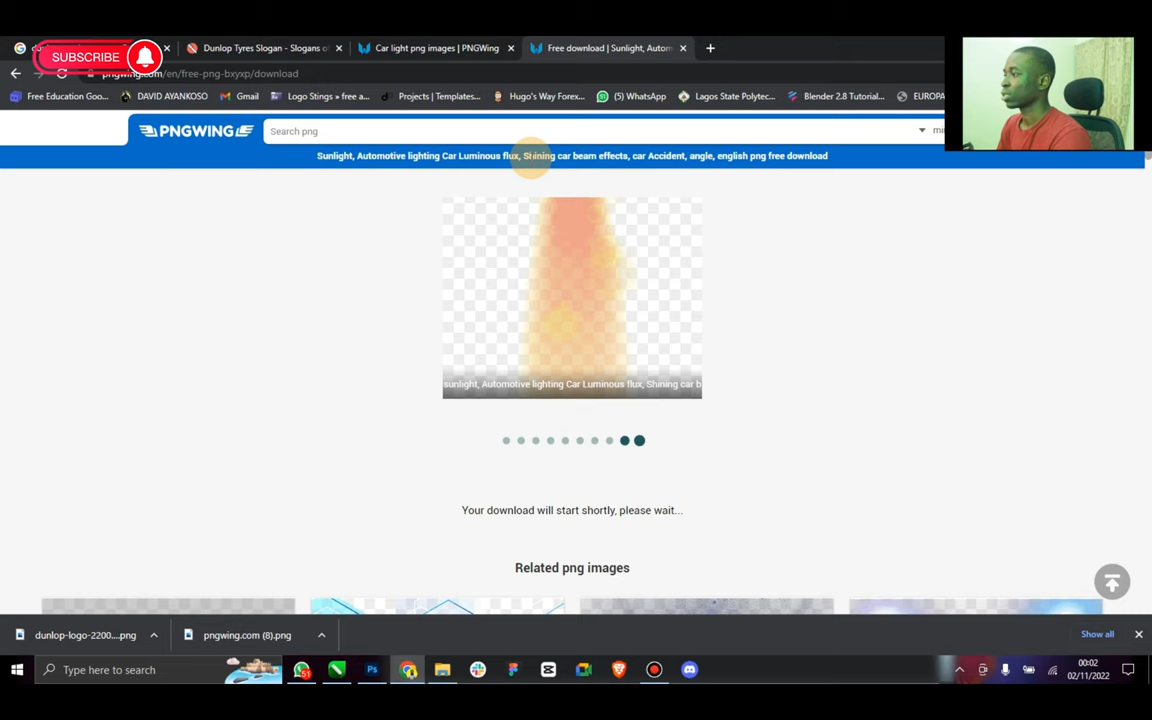 Dunlop Tyres Slogan - Slogans of
Car light png images | PNGWing
Free download | Sunlight, Autom
SUBSCRIBE
pngwing.com/en/free-png-bxyxp/download
Free Education Goo...
DAVID AYANKOSO
Gmail
Logo Stings » free a...
Projects | Templates...
Hugo's Way Forex...
(5) WhatsApp
Lagos State Polytec...
Blender 2.8 Tutorial...
EUROPA
PNGWING
Search png
Sunlight, Automotive lighting Car Luminous flux, Shining car beam effects, car Accident, angle, english png free download
sunlight, Automotive lighting Car Luminous flux, Shining car b
Your download will start shortly, please wait...
Related png images
dunlop-logo-2200....png
pngwing.com (8).png
Show all
Type here to search
00:02
02/11/2022